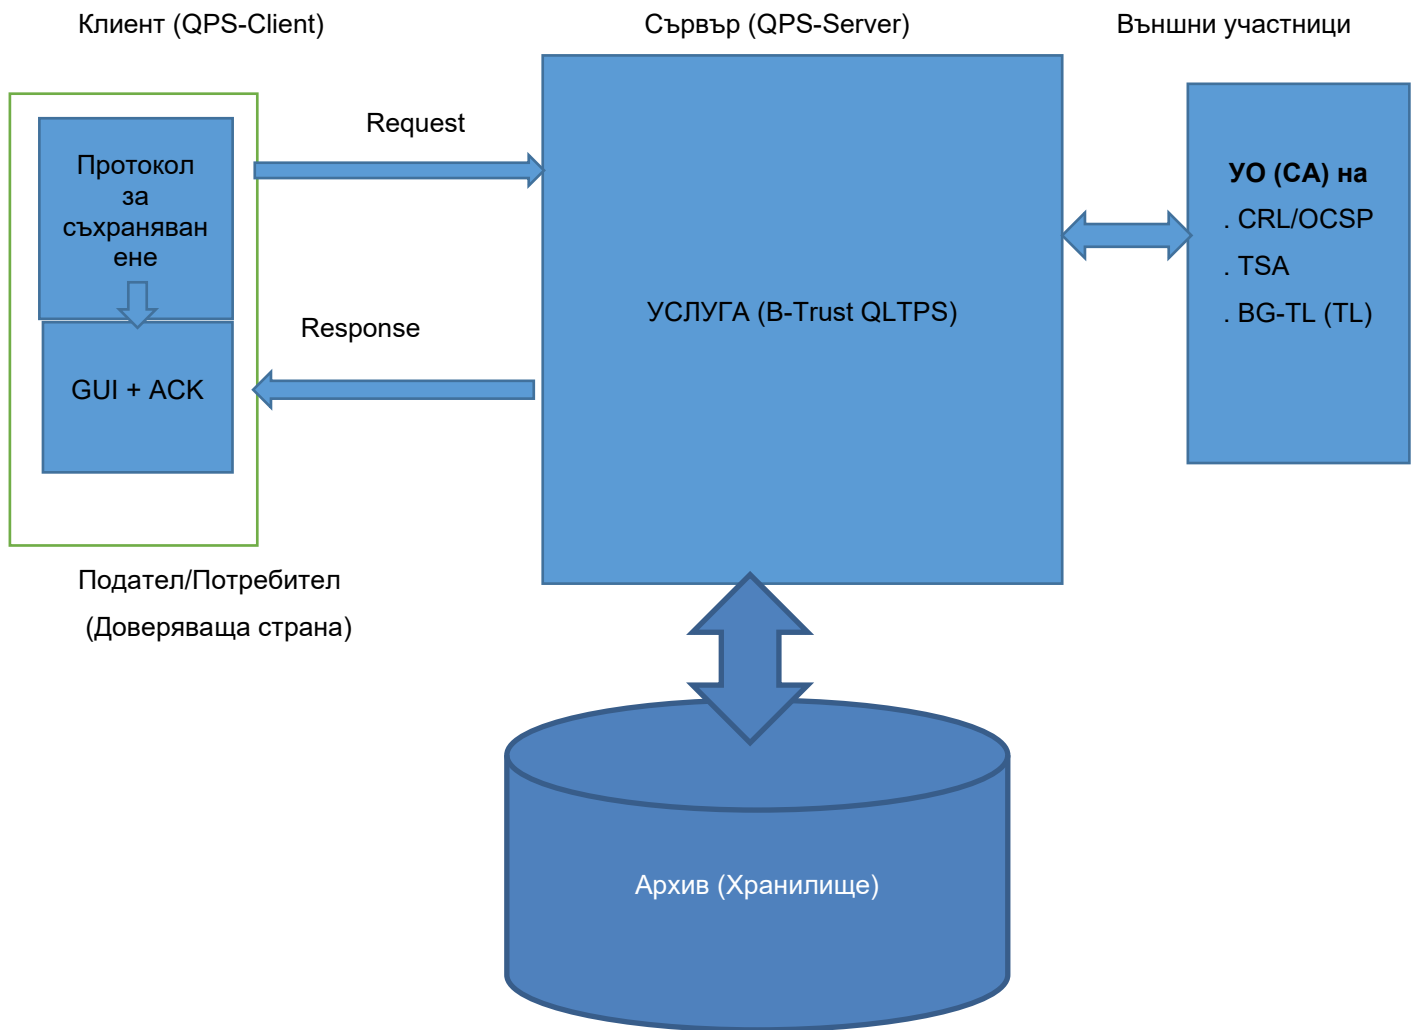 Клиент (QPS-Client)
Сървър (QPS-Server)
Външни участници
Request
Протокол
за
съхраняван
ене
GUI + ACK
Response
УСЛУГА (B-Trust QLTPS)
УО (CA) на
. CRL/OCSP
. TSA
. BG-TL (TL)
Подател/Потребител
(Доверяваща страна)
Архив (Хранилище)